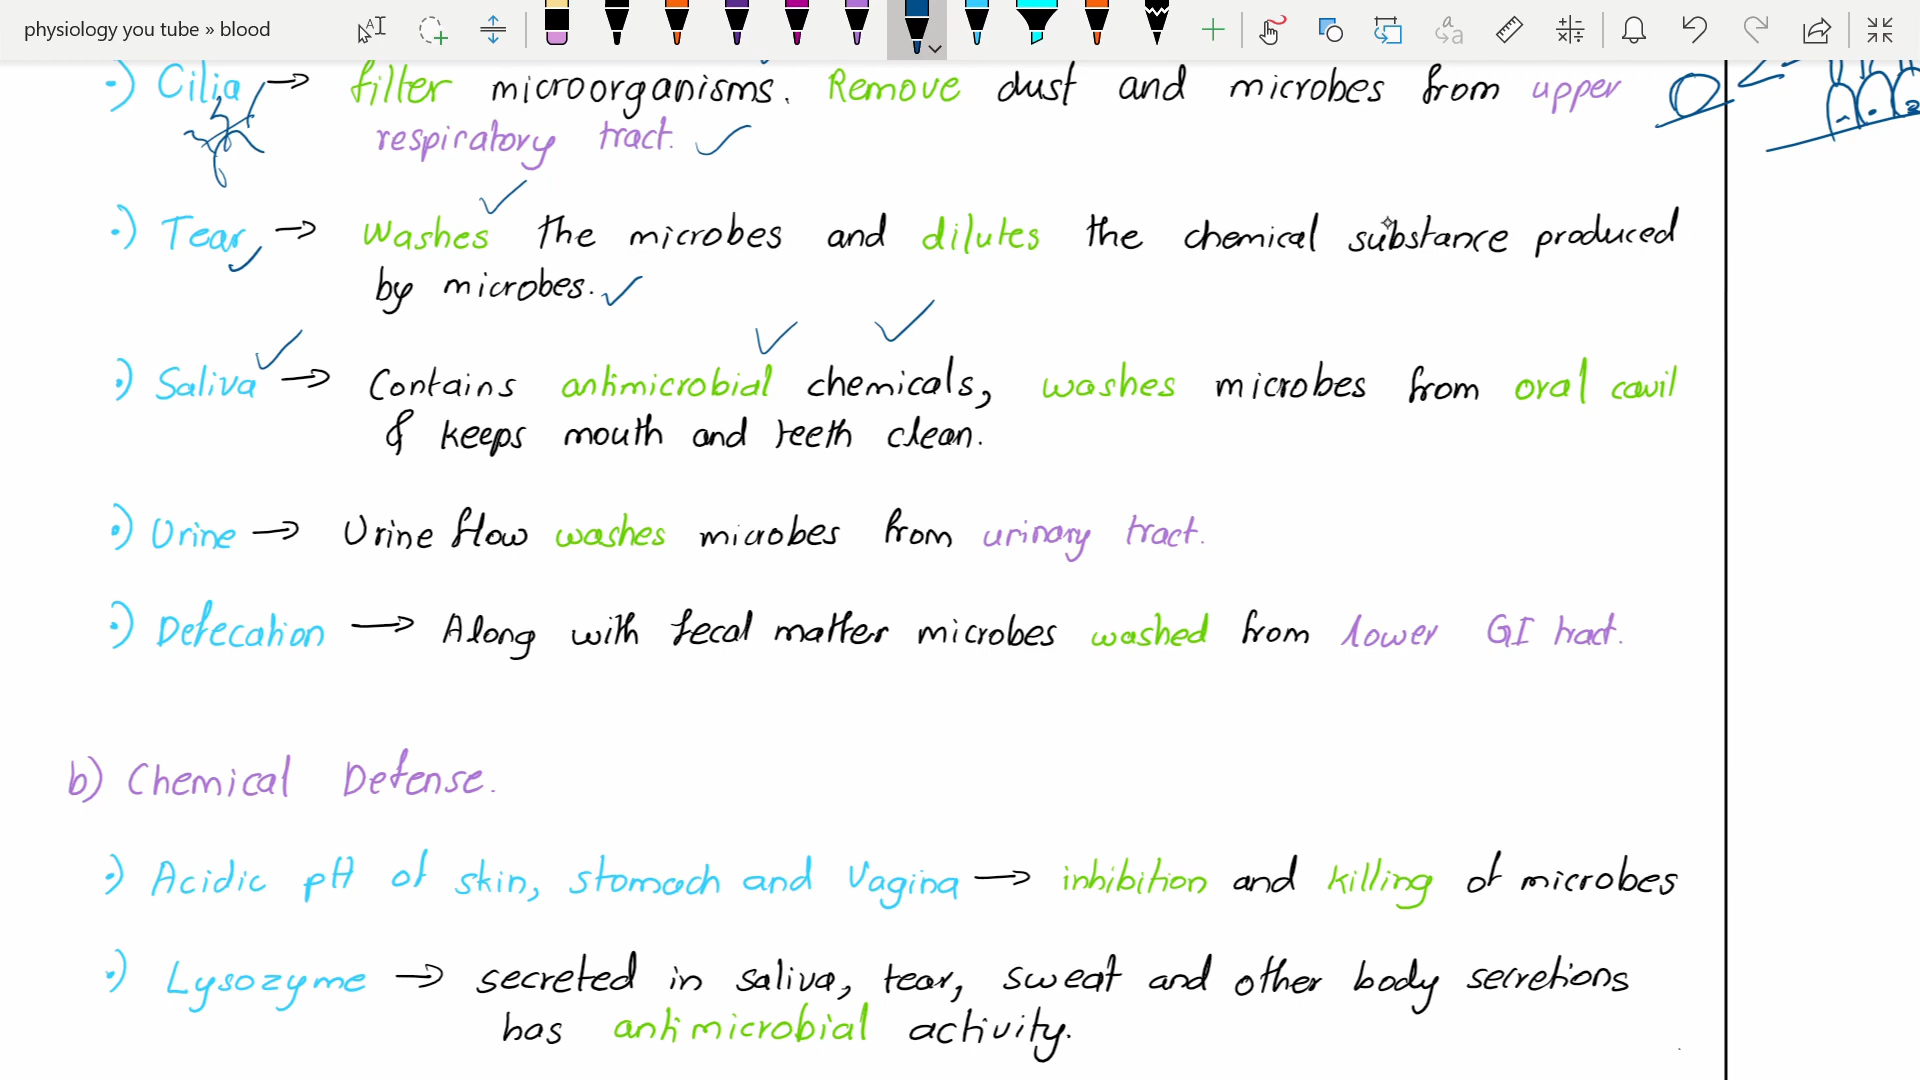 physiology you tube » blood
·) Cilia → filter microorganisms. Remove dust and microbes from upper
respiratory tract.
·) Tear → Washes the microbes and dilutes the chemical substance produced
by microbes.
·) Saliva → Contains antimicrobial chemicals, washes microbes from oral cavil
& keeps mouth and teeth clean.
·) Urine → Urine flow washes microbes from urinary tract.
·) Defecation → Along with fecal matter microbes washed from lower GI tract.
b) Chemical Defense.
·) Acidic pH of skin, stomach and Vagina → inhibition and killing of microbes
·) Lysozyme → secreted in saliva, tear, sweat and other body secretions
has antimicrobial activity.